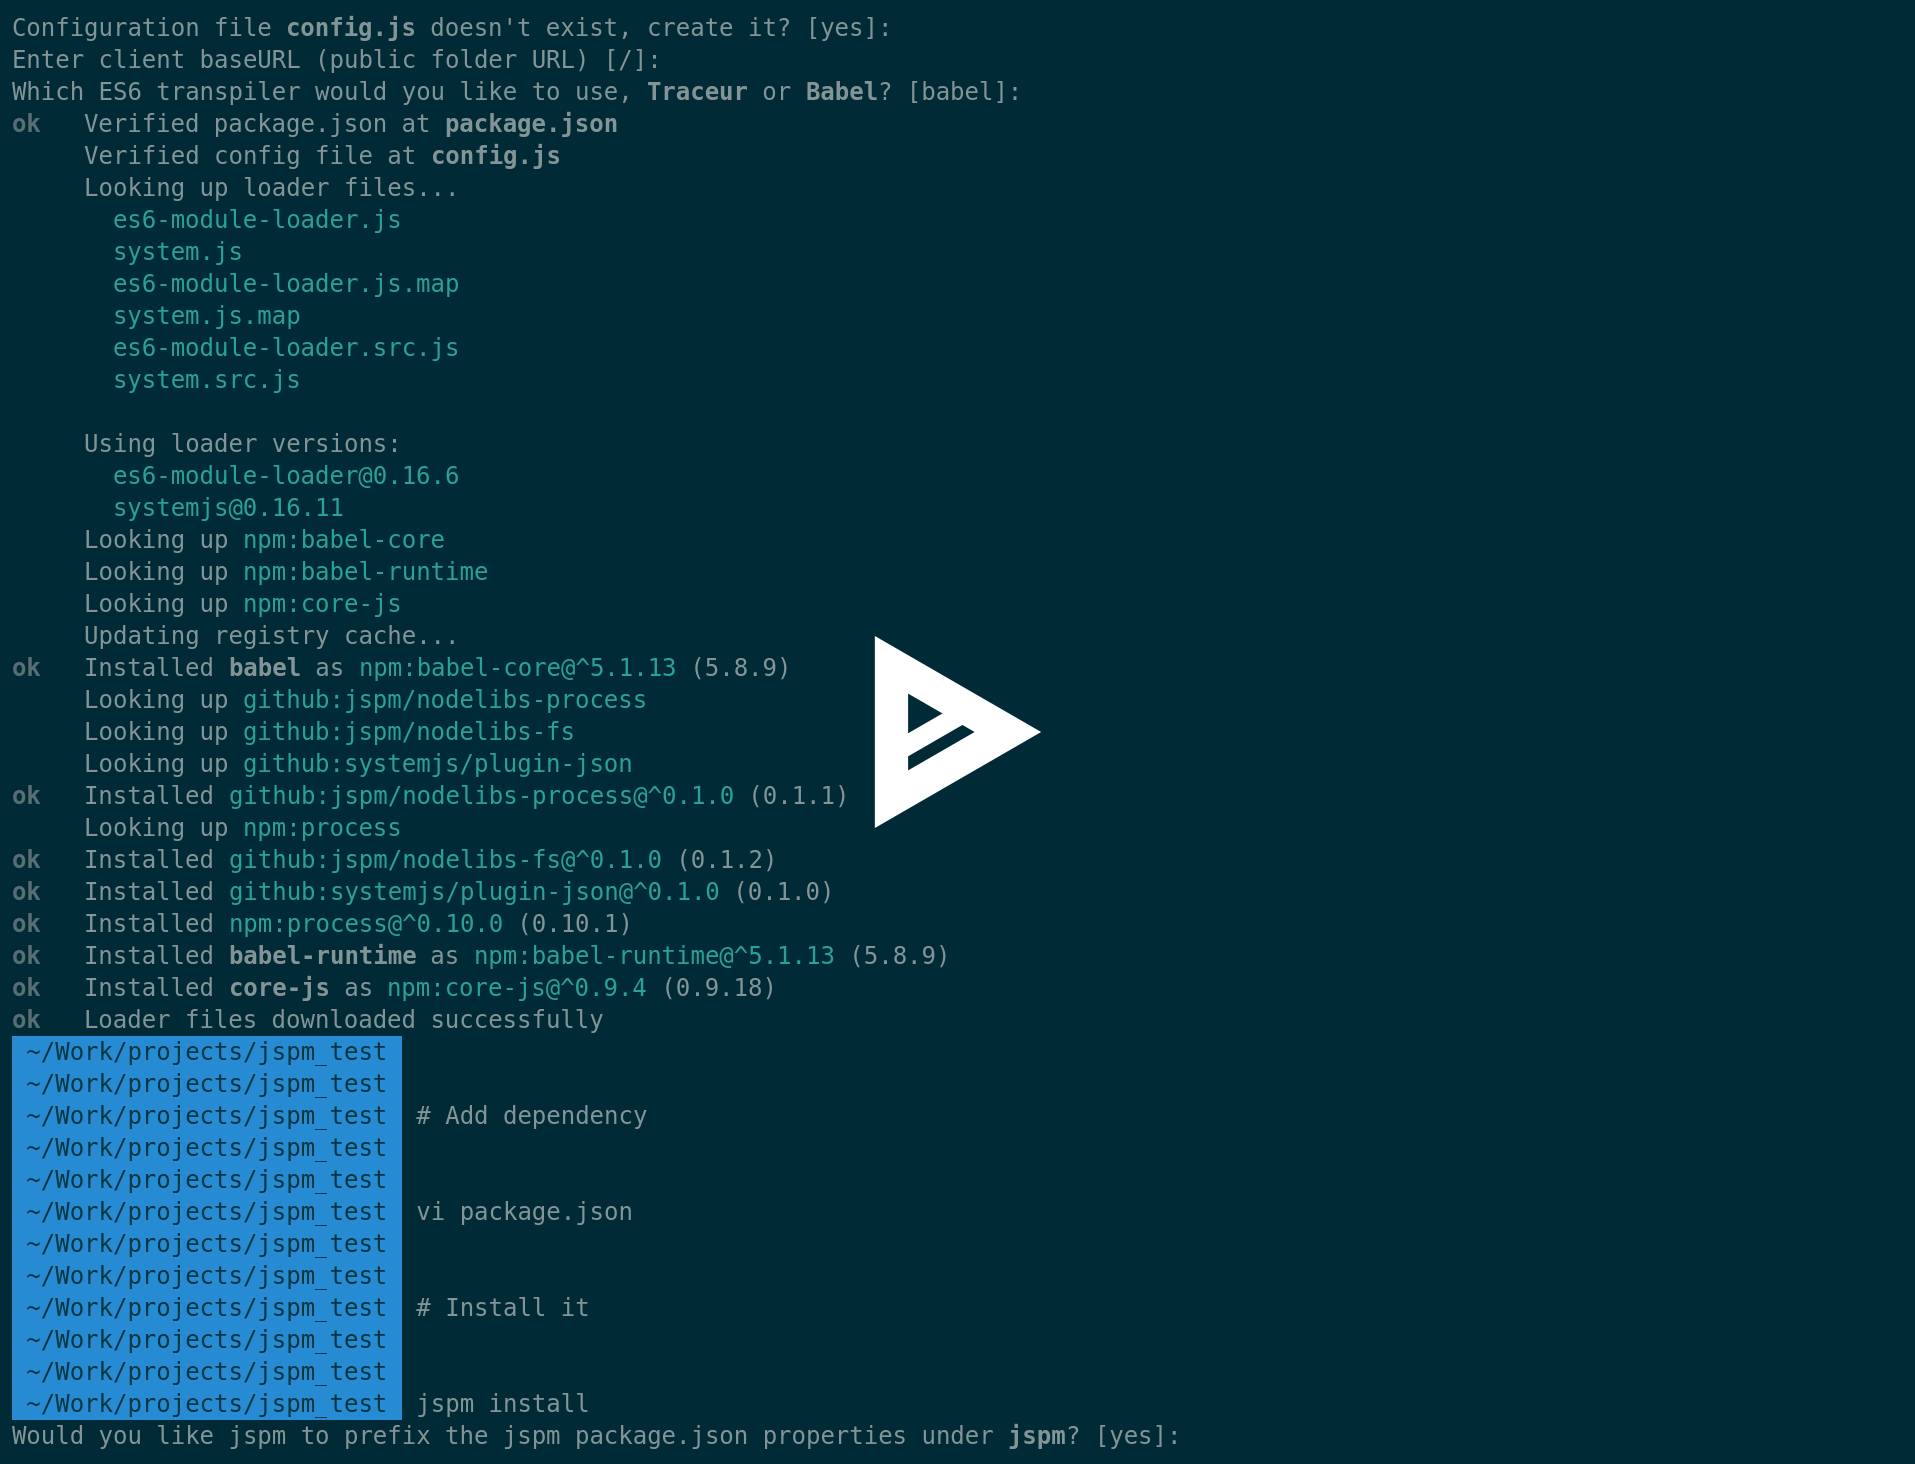 Configuration file config.js doesn't exist, create it? [yes]:
Enter client baseURL (public folder URL) [/]:
Which ES6 transpiler would you like to use, Traceur or Babel? [babel]:
ok   Verified package.json at package.json
     Verified config file at config.js
     Looking up loader files...
       es6-module-loader.js
       system.js
       es6-module-loader.js.map
       system.js.map
       es6-module-loader.src.js
       system.src.js

     Using loader versions:
       es6-module-loader@0.16.6
       systemjs@0.16.11
     Looking up npm:babel-core
     Looking up npm:babel-runtime
     Looking up npm:core-js
     Updating registry cache...
ok   Installed babel as npm:babel-core@^5.1.13 (5.8.9)
     Looking up github:jspm/nodelibs-process
     Looking up github:jspm/nodelibs-fs
     Looking up github:systemjs/plugin-json
ok   Installed github:jspm/nodelibs-process@^0.1.0 (0.1.1)
     Looking up npm:process
ok   Installed github:jspm/nodelibs-fs@^0.1.0 (0.1.2)
ok   Installed github:systemjs/plugin-json@^0.1.0 (0.1.0)
ok   Installed npm:process@^0.10.0 (0.10.1)
ok   Installed babel-runtime as npm:babel-runtime@^5.1.13 (5.8.9)
ok   Installed core-js as npm:core-js@^0.9.4 (0.9.18)
ok   Loader files downloaded successfully
 ~/Work/projects/jspm_test
 ~/Work/projects/jspm_test
 ~/Work/projects/jspm_test  # Add dependency
 ~/Work/projects/jspm_test
 ~/Work/projects/jspm_test
 ~/Work/projects/jspm_test  vi package.json
 ~/Work/projects/jspm_test
 ~/Work/projects/jspm_test
 ~/Work/projects/jspm_test  # Install it
 ~/Work/projects/jspm_test
 ~/Work/projects/jspm_test
 ~/Work/projects/jspm_test  jspm install
Would you like jspm to prefix the jspm package.json properties under jspm? [yes]: